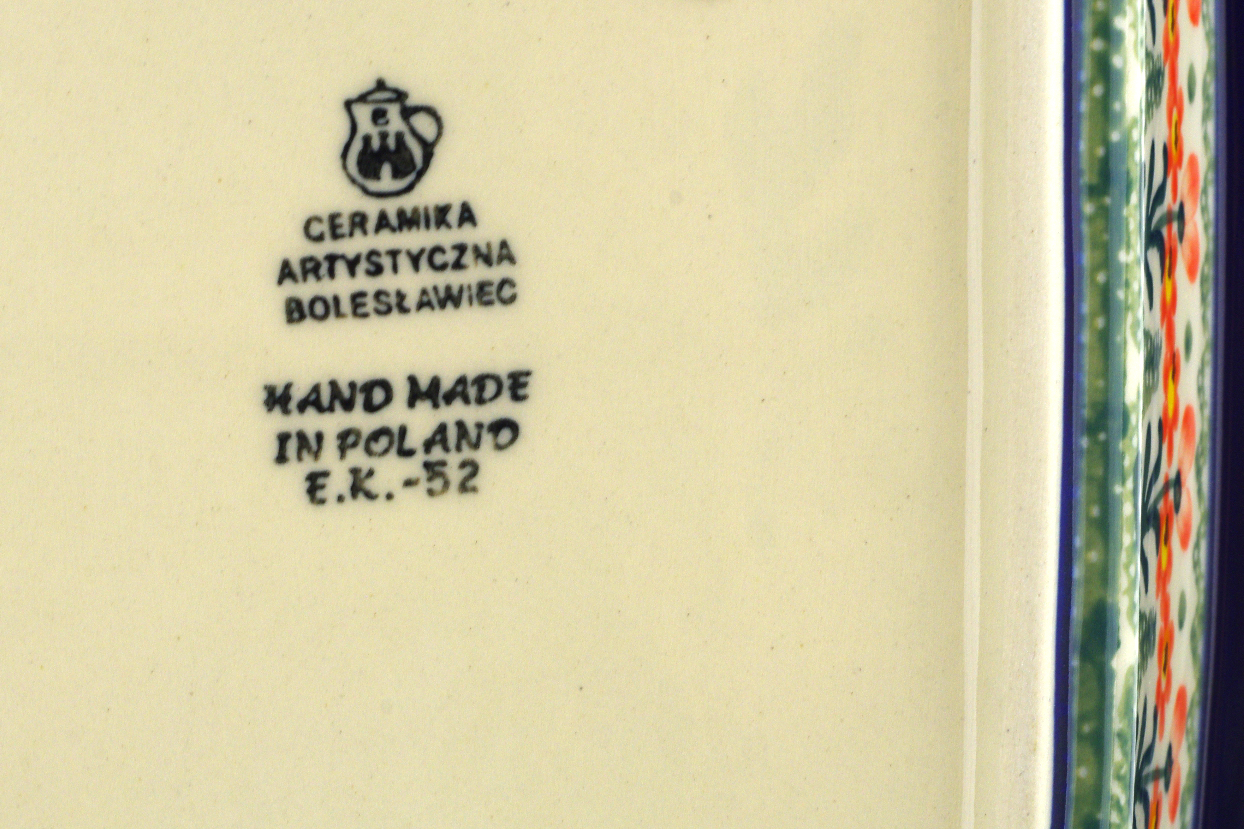 B
CERAMIKA
ARTYSTYCZNA
BOLESŁAWIEC
HAND MADE
IN POLAND
E.K.-52